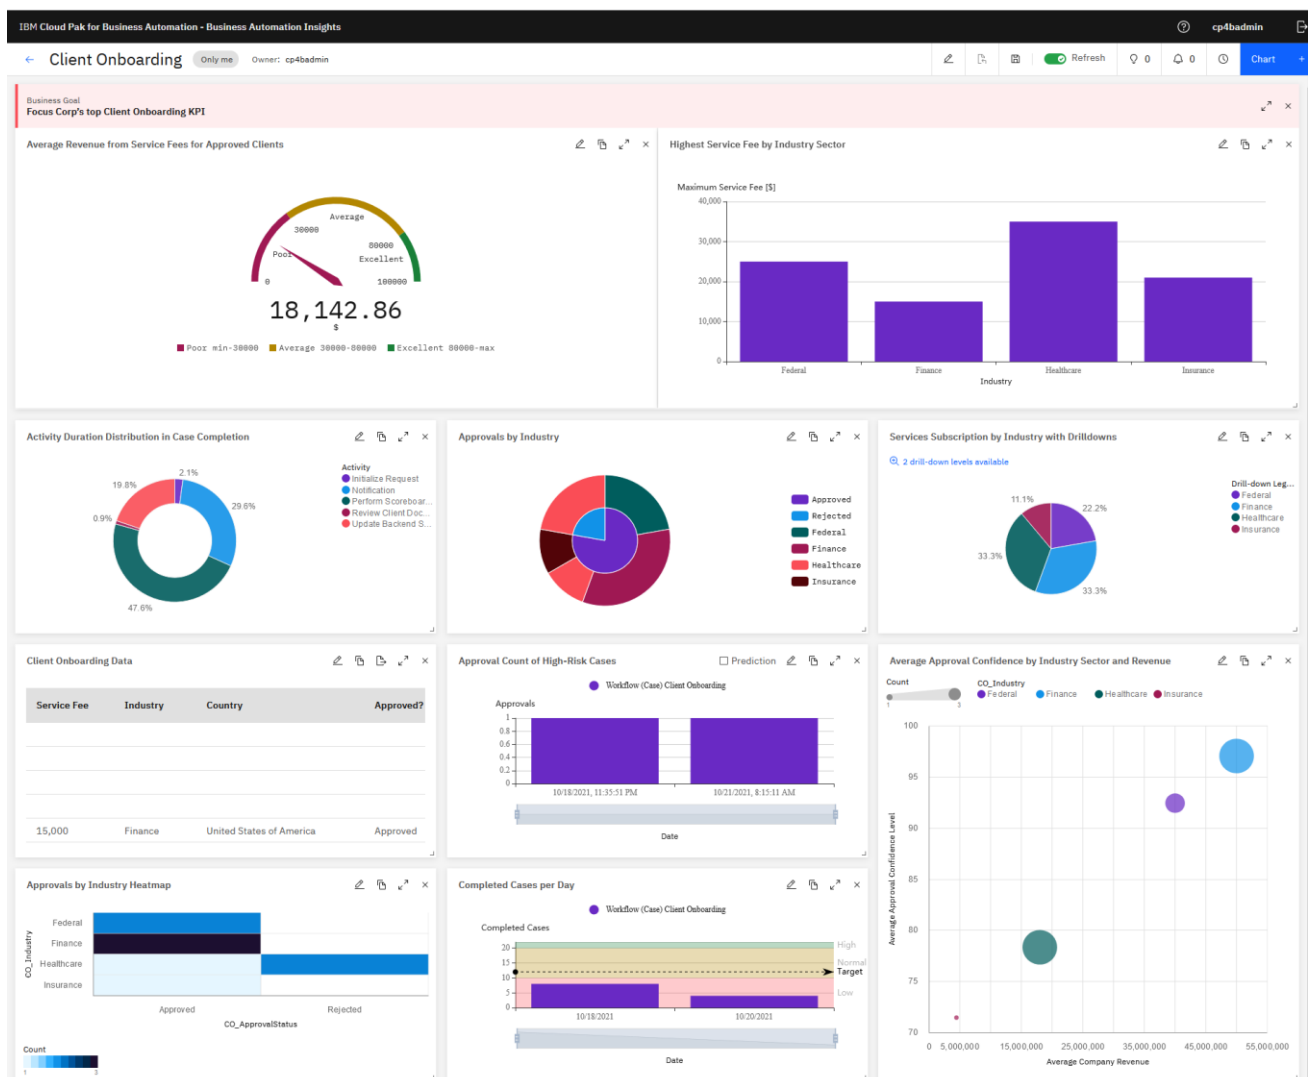 IBM Cloud Pak for Business Automation - Business Automation Insights
cp4badmin
Client Onboarding
Only me
Owner: cp4badmin
Refresh
0
0
Chart +
Business Goal
Focus Corp's top Client Onboarding KPI
Average Revenue from Service Fees for Approved Clients
Average
30000
80000
Poor
Excellent
0
100000
18,142.86
$
Poor min-30000 Average 30000-80000 Excellent 80000-max
Highest Service Fee by Industry Sector
Maximum Service Fee [$]
40,000
30,000
20,000
10,000
0
Federal Finance Healthcare Insurance
Industry
Activity Duration Distribution in Case Completion
2.1%
19.8%
29.6%
0.9%
47.6%
Activity
Initialize Request
Notification
Perform Scoreboar...
Review Client Doc...
Update Backend S...
Approvals by Industry
Approved
Rejected
Federal
Finance
Healthcare
Insurance
Services Subscription by Industry with Drilldowns
2 drill-down levels available
11.1%
22.2%
33.3%
33.3%
Drill-down Leg...
Federal
Finance
Healthcare
Insurance
Client Onboarding Data
Service Fee Industry Country Approved?
15,000 Finance United States of America Approved
Approval Count of High-Risk Cases
Prediction
Workflow (Case) Client Onboarding
Approvals
1
0.8
0.6
0.4
0.2
0
10/18/2021, 11:35:51 PM 10/21/2021, 8:15:11 AM
Date
Average Approval Confidence by Industry Sector and Revenue
Count
1 3
CO_Industry
Federal Finance Healthcare Insurance
Average Approval Confidence Level
100
95
90
85
80
75
70
0 5,000,000 15,000,000 25,000,000 35,000,000 45,000,000 55,000,000
Average Company Revenue
Approvals by Industry Heatmap
CO_Industry
Federal
Finance
Healthcare
Insurance
Approved Rejected
CO_ApprovalStatus
Count
1 3
Completed Cases per Day
Workflow (Case) Client Onboarding
Completed Cases
20
15
10
5
0
High
Normal
Target
Low
10/18/2021 10/20/2021
Date